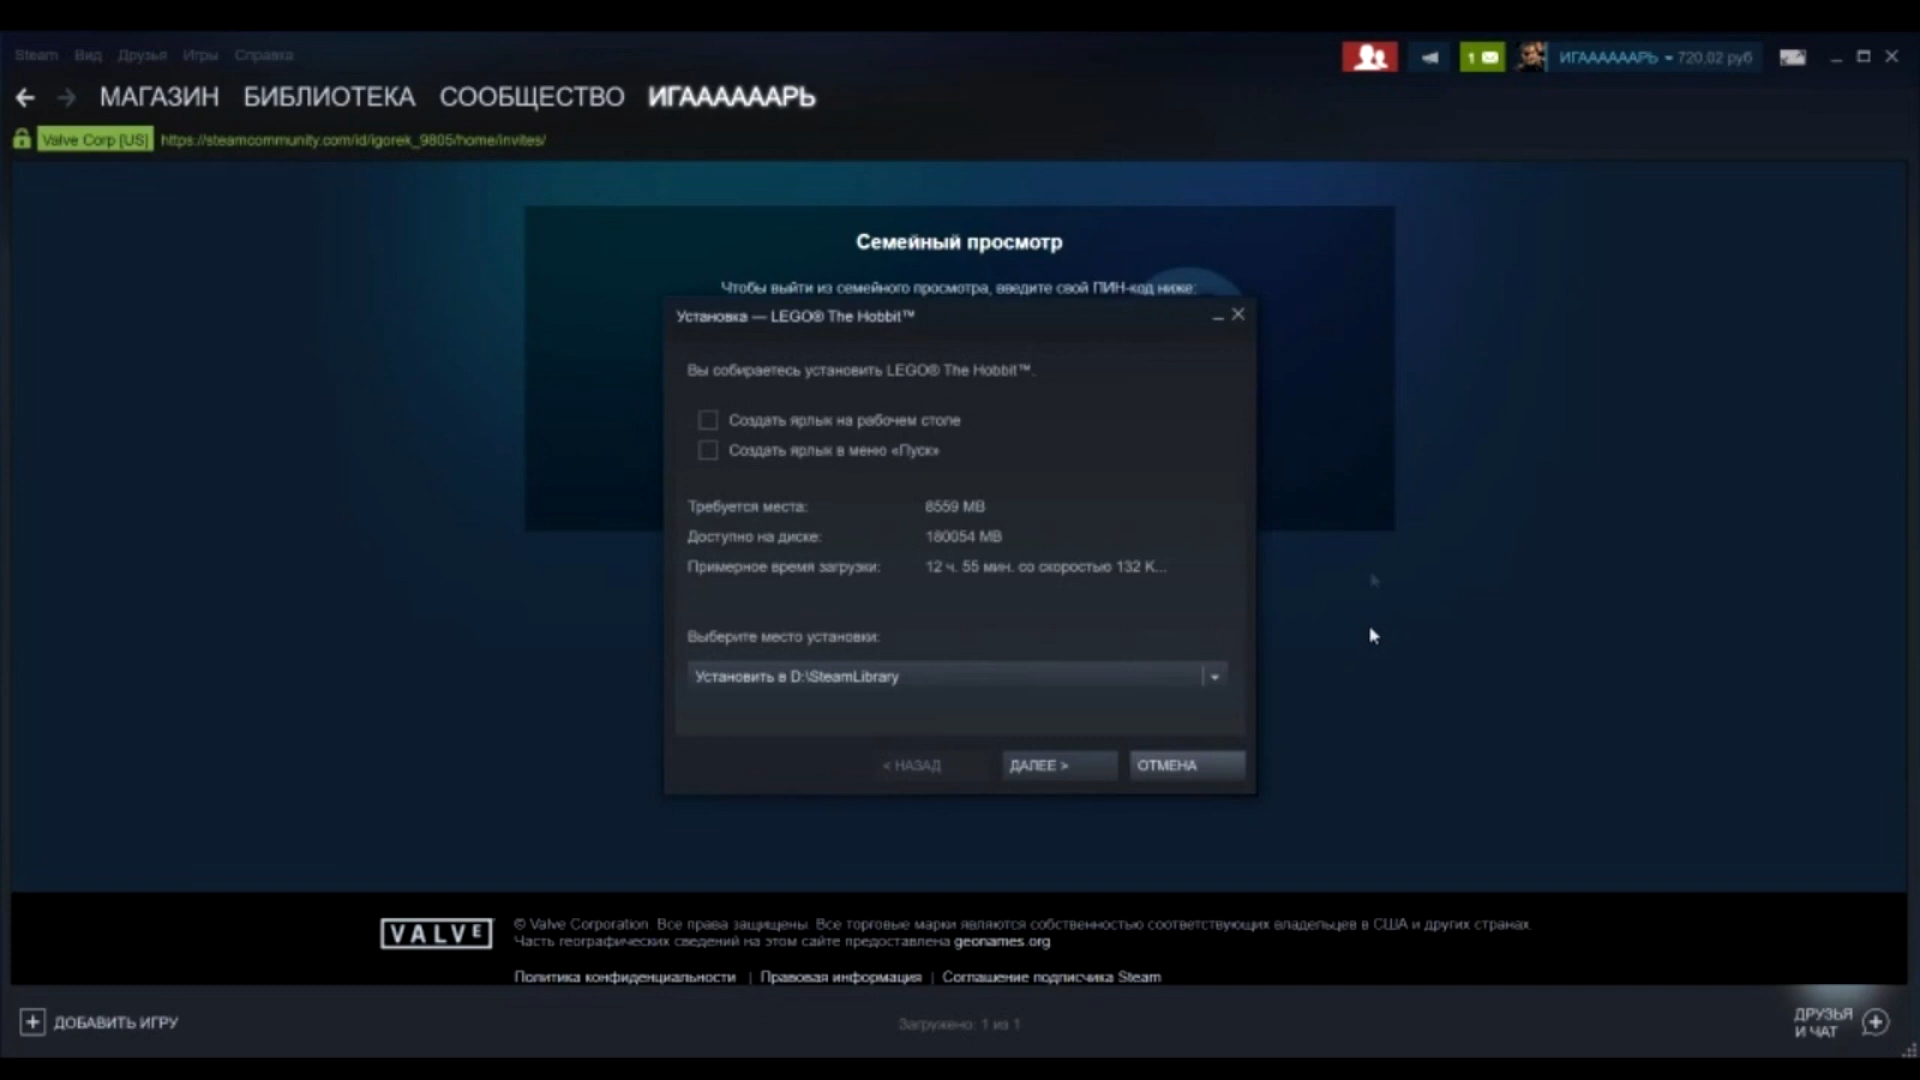 Steam Вид Друзья Игры Справка
1 ИГАААААРЬ 720,02 руб
МАГАЗИН БИБЛИОТЕКА СООБЩЕСТВО ИГАААААРЬ
Valve Corp [US] https://steamcommunity.com/id/igorek_9805/home/invites/
Семейный просмотр
Чтобы выйти из семейного просмотра, введите свой ПИН-код ниже:
Установка — LEGO® The Hobbit™
Вы собираетесь установить LEGO® The Hobbit™.
Создать ярлык на рабочем столе
Создать ярлык в меню «Пуск»
Требуется места: 8559 MB
Доступно на диске: 180054 MB
Примерное время загрузки: 12 ч. 55 мин. со скоростью 132 K...
Выберите место установки:
Установить в D:\SteamLibrary
< НАЗАД ДАЛЕЕ > ОТМЕНА
VALVE
© Valve Corporation. Все права защищены. Все торговые марки являются собственностью соответствующих владельцев в США и других странах.
Часть географических сведений на этом сайте предоставлена geonames.org
Политика конфиденциальности | Правовая информация | Соглашение подписчика Steam
ДОБАВИТЬ ИГРУ
Загружено: 1 из 1
ДРУЗЬЯ
И ЧАТ